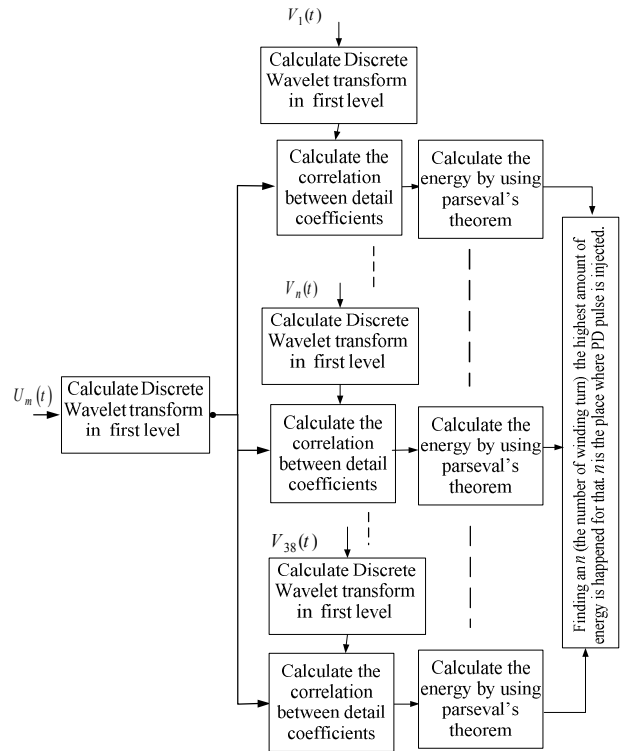 V₁(t)
Calculate Discrete
Wavelet transform
in first level
Calculate the
correlation
between detail
coefficients
Calculate the
energy by using
parseval's
theorem
Vₙ(t)
Calculate Discrete
Wavelet transform
in first level
Uₘ(t)
Calculate Discrete
Wavelet transform
in first level
Calculate the
correlation
between detail
coefficients
Calculate the
energy by using
parseval's
theorem
Finding an n (the number of winding turn) the highest amount of
energy is happened for that. n is the place where PD pulse is injected.
V₃₈(t)
Calculate Discrete
Wavelet transform
in first level
Calculate the
correlation
between detail
coefficients
Calculate the
energy by using
parseval's
theorem